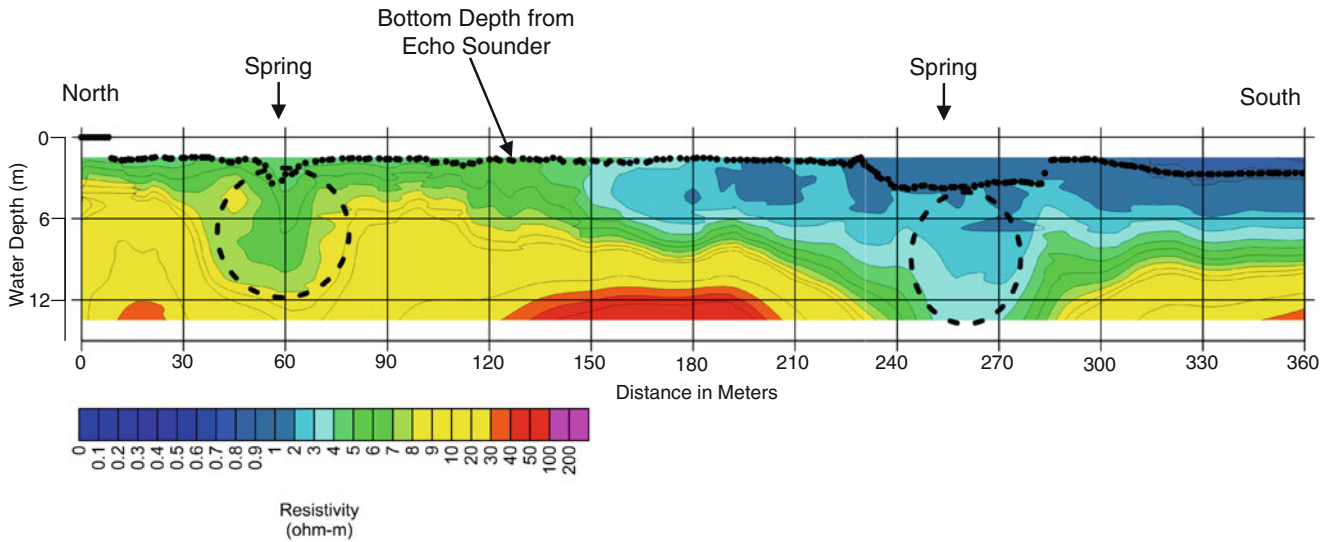 Bottom Depth from
Echo Sounder
Spring
Spring
North
South
0
6
12
Water Depth (m)
0 30 60 90 120 150 180 210 240 270 300 330 360
Distance in Meters
0 0.1 0.2 0.3 0.4 0.5 0.6 0.7 0.8 0.9 1 2 3 4 5 6 7 8 9 10 20 30 40 50 100 200
Resistivity
(ohm-m)